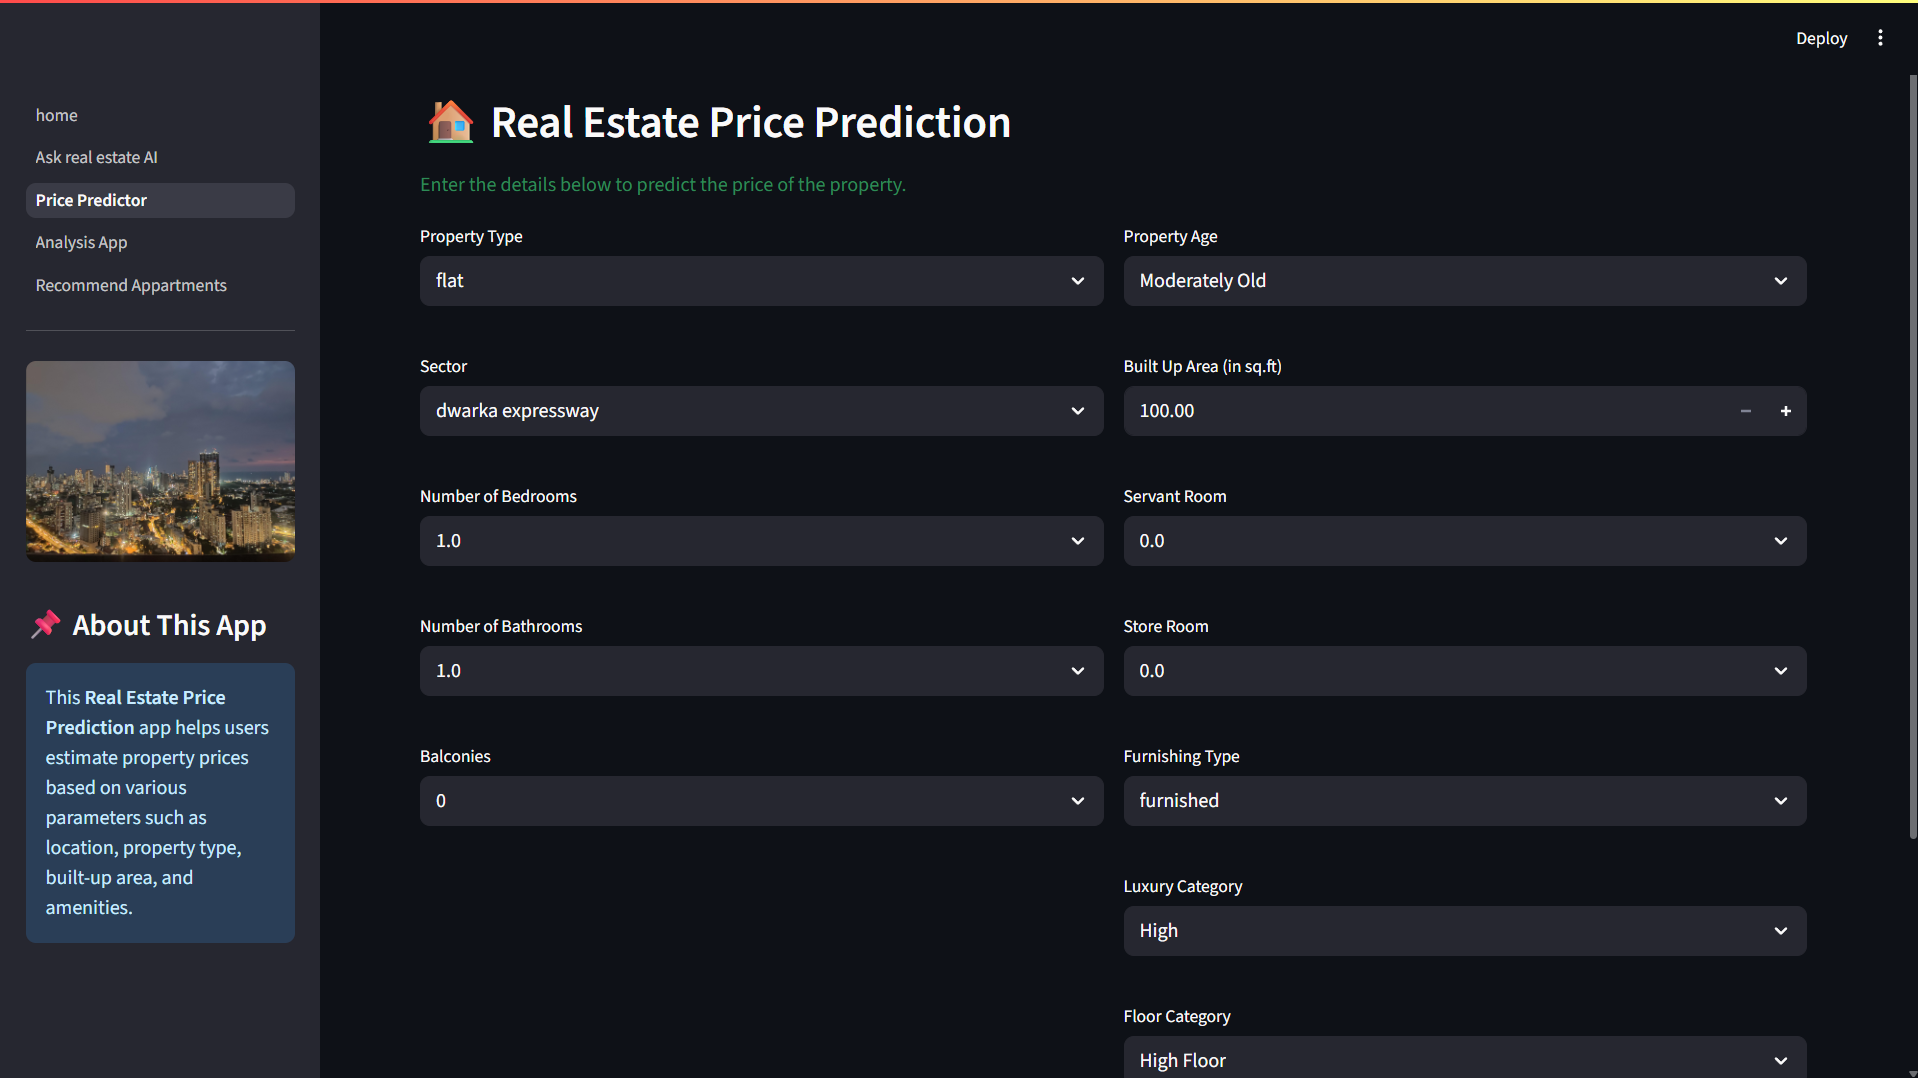 Deploy
home
Ask real estate AI
Price Predictor
Analysis App
Recommend Appartments
About This App
This Real Estate Price
Prediction app helps users
estimate property prices
based on various
parameters such as
location, property type,
built-up area, and
amenities.
Real Estate Price Prediction
Enter the details below to predict the price of the property.
Property Type
flat
Sector
dwarka expressway
Number of Bedrooms
1.0
Number of Bathrooms
1.0
Balconies
0
Property Age
Moderately Old
Built Up Area (in sq.ft)
100.00
Servant Room
0.0
Store Room
0.0
Furnishing Type
furnished
Luxury Category
High
Floor Category
High Floor